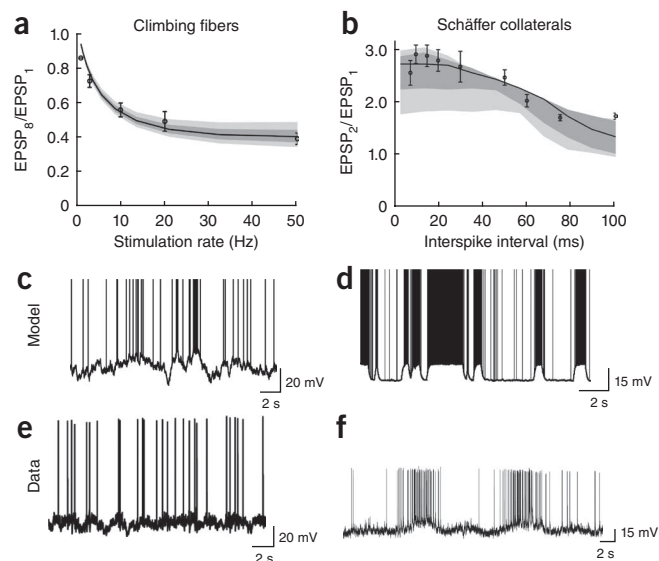 a
Climbing fibers
EPSP8/EPSP1
1.0
0.8
0.6
0.4
0.2
0
0 10 20 30 40 50
Stimulation rate (Hz)
b
Schäffer collaterals
EPSP2/ EPSP1
3.0
2.0
1.0
0 20 40 60 80 100
Interspike interval (ms)
c
Model
20 mV
2 s
d
15 mV
2 s
e
Data
20 mV
2 s
f
15 mV
2 s